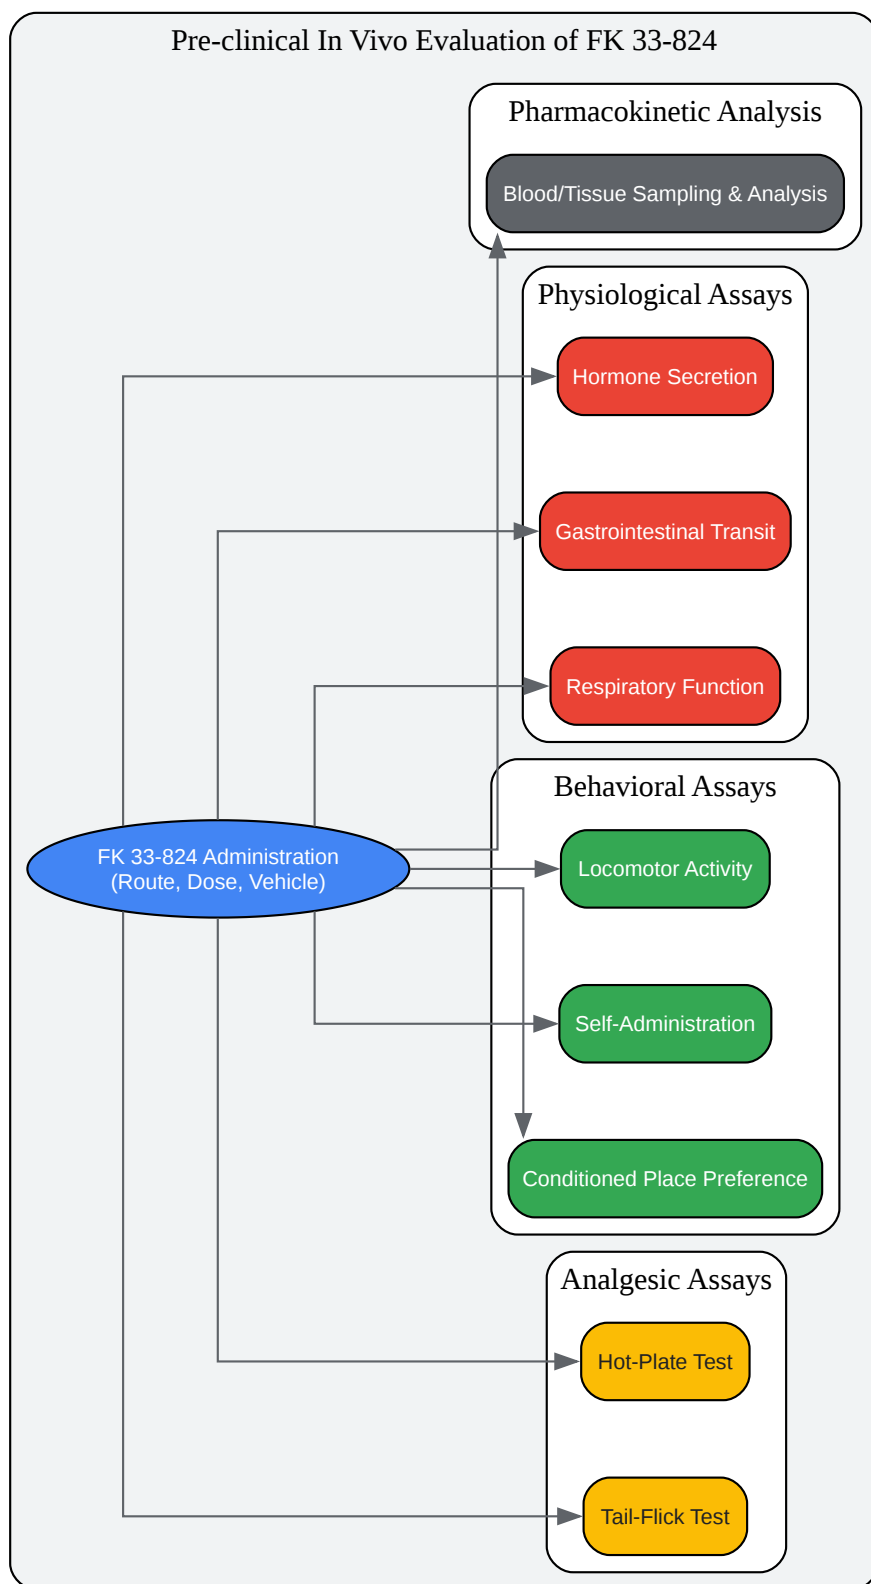 Pre-clinical In Vivo Evaluation of FK 33-824
Pharmacokinetic Analysis
Blood/Tissue Sampling & Analysis
Physiological Assays
Hormone Secretion
Gastrointestinal Transit
Respiratory Function
Behavioral Assays
FK 33-824 Administration
(Route, Dose, Vehicle)
Locomotor Activity
Self-Administration
Conditioned Place Preference
Analgesic Assays
Hot-Plate Test
Tail-Flick Test